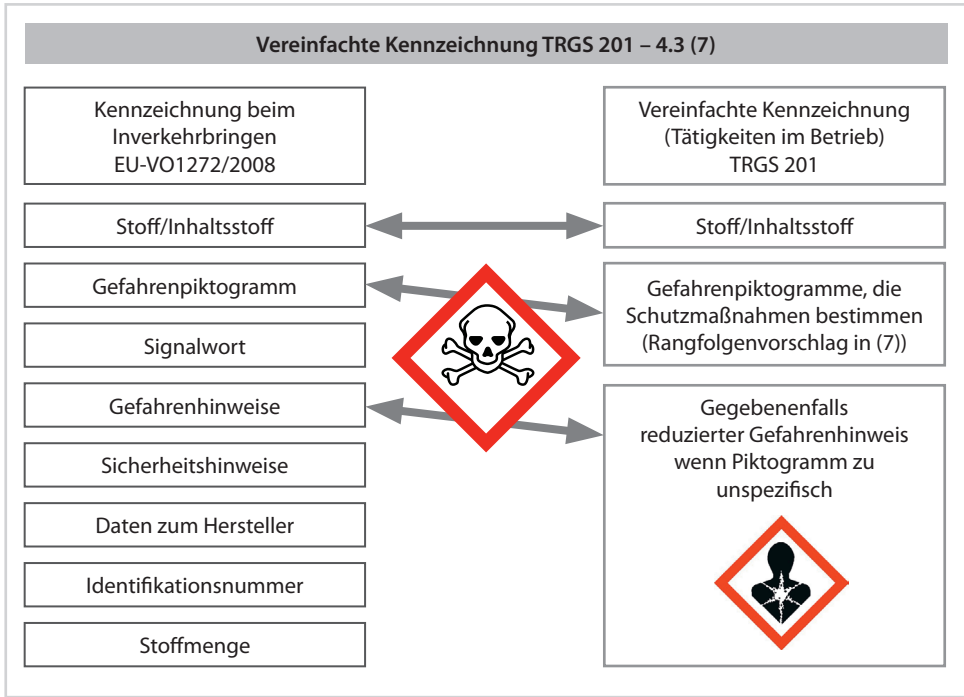 Vereinfachte Kennzeichnung TRGS 201 – 4.3 (7)
Kennzeichnung beim
Inverkehrbringen
EU-VO1272/2008
Stoff/Inhaltsstoff
Gefahrenpiktogramm
Signalwort
Gefahrenhinweise
Sicherheitshinweise
Daten zum Hersteller
Identifikationsnummer
Stoffmenge
Vereinfachte Kennzeichnung
(Tätigkeiten im Betrieb)
TRGS 201
Stoff/Inhaltsstoff
Gefahrenpiktogramme, die
Schutzmaßnahmen bestimmen
(Rangfolgenvorschlag in (7))
Gegebenenfalls
reduzierter Gefahrenhinweis
wenn Piktogramm zu
unspezifisch